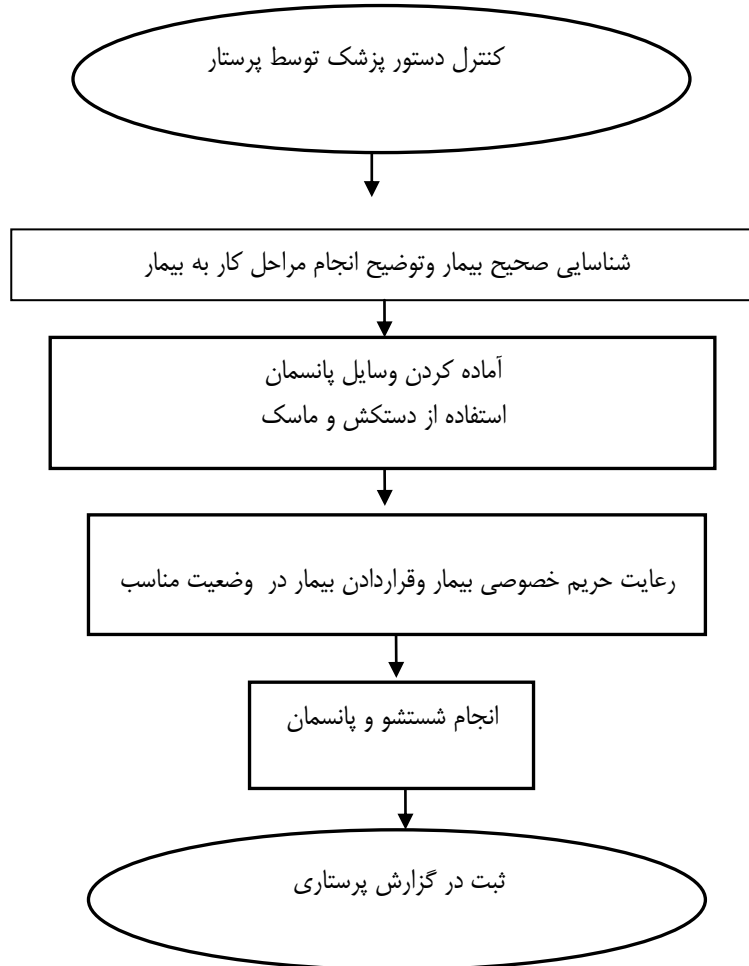 کنترل دستور پزشک توسط پرستار
شناسایی صحیح بیمار وتوضیح انجام مراحل کار به بیمار
آماده کردن وسایل پانسمان
استفاده از دستکش و ماسک
رعایت حریم خصوصی بیمار وقراردادن بیمار در وضعیت مناسب
انجام شستشو و پانسمان
ثبت در گزارش پرستاری